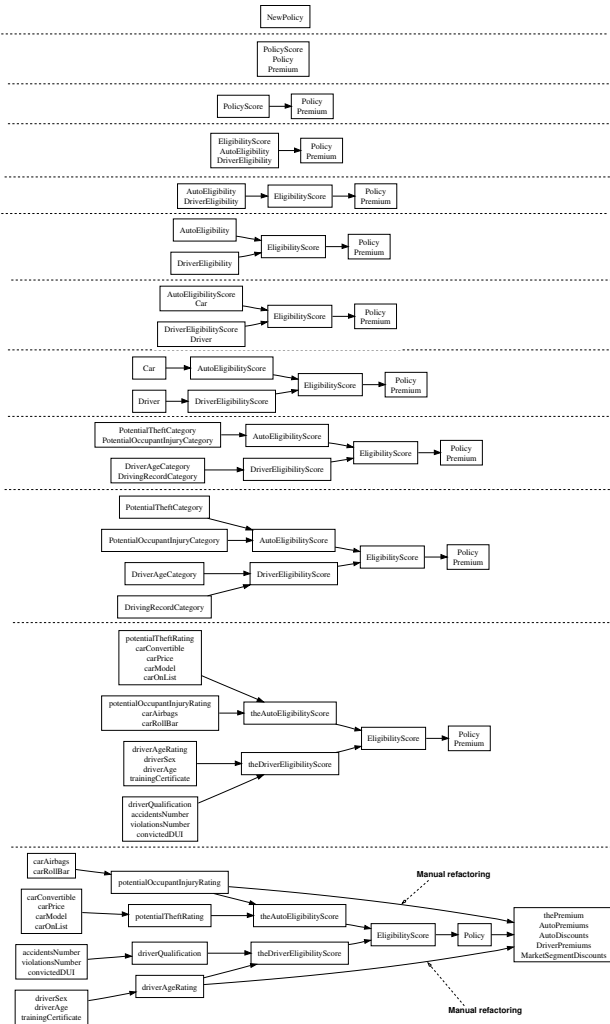 NewPolicy
PolicyScore
Policy
Premium
PolicyScore
Policy
Premium
EligibilityScore
AutoEligibility
DriverEligibility
Policy
Premium
AutoEligibility
DriverEligibility
EligibilityScore
Policy
Premium
AutoEligibility
DriverEligibility
EligibilityScore
Policy
Premium
AutoEligibilityScore
Car
DriverEligibilityScore
Driver
EligibilityScore
Policy
Premium
Car
AutoEligibilityScore
Driver
DriverEligibilityScore
EligibilityScore
Policy
Premium
PotentialTheftCategory
PotentialOccupantInjuryCategory
AutoEligibilityScore
DriverAgeCategory
DrivingRecordCategory
DriverEligibilityScore
EligibilityScore
Policy
Premium
PotentialTheftCategory
PotentialOccupantInjuryCategory
AutoEligibilityScore
DriverAgeCategory
DriverEligibilityScore
DrivingRecordCategory
EligibilityScore
Policy
Premium
potentialTheftRating
carConvertible
carPrice
carModel
carOnList
potentialOccupantInjuryRating
carAirbags
carRollBar
theAutoEligibilityScore
driverAgeRating
driverSex
driverAge
trainingCertificate
theDriverEligibilityScore
driverQualification
accidentsNumber
violationsNumber
convictedDUI
EligibilityScore
Policy
Premium
carAirbags
carRollBar
potentialOccupantInjuryRating
Manual refactoring
carConvertible
carPrice
carModel
carOnList
potentialTheftRating
theAutoEligibilityScore
accidentsNumber
violationsNumber
convictedDUI
driverQualification
theDriverEligibilityScore
driverSex
driverAge
trainingCertificate
driverAgeRating
EligibilityScore
Policy
thePremium
AutoPremiums
AutoDiscounts
DriverPremiums
MarketSegmentDiscounts
Manual refactoring